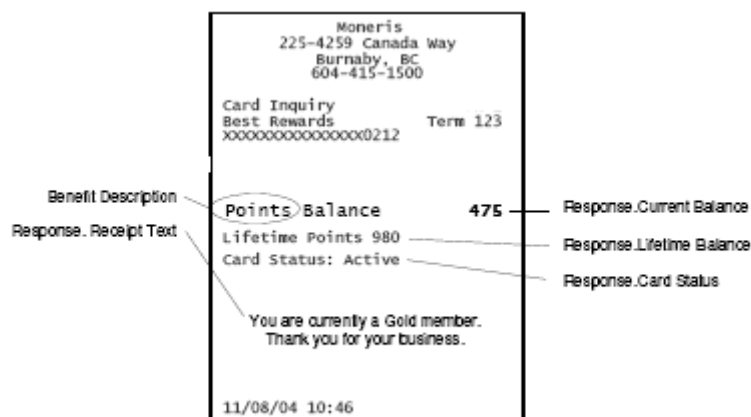 Moneris
225-4259 Canada Way
Burnaby, BC
604-415-1500
Card Inquiry
Best Rewards Term 123
XXXXXXXXXXXXXXX0212
Benefit Description
Points Balance 475
Response.Current Balance
Response. Receipt Text
Lifetime Points 980
Response.Lifetime Balance
Card Status: Active
Response.Card Status
You are currently a Gold member.
Thank you for your business.
11/08/04 10:46